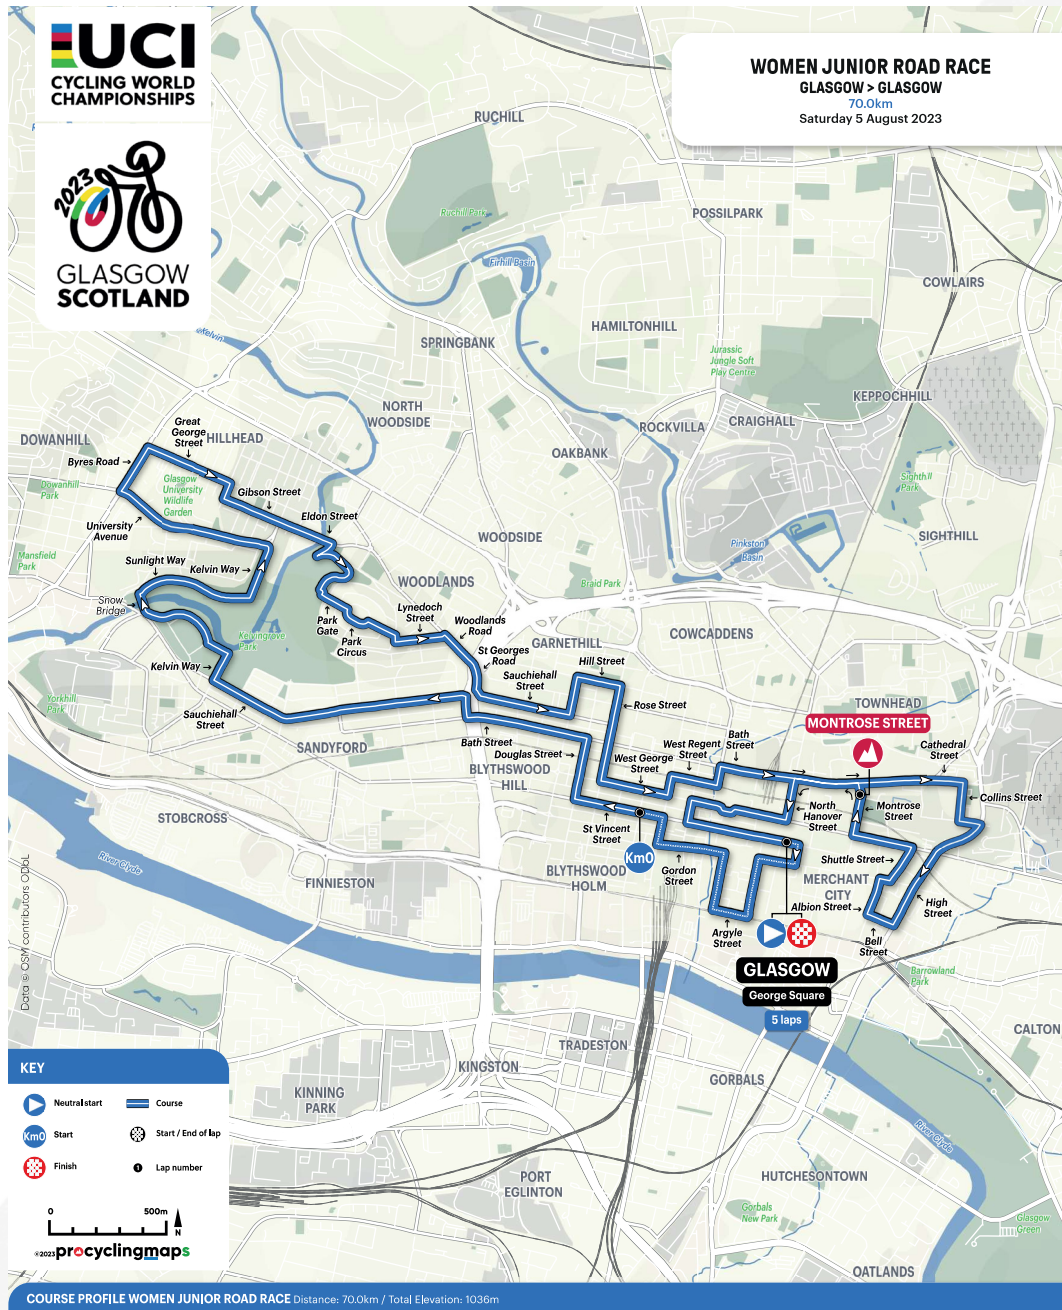 UCI
CYCLING WORLD
CHAMPIONSHIPS
2023
GLASGOW
SCOTLAND
WOMEN JUNIOR ROAD RACE
GLASGOW > GLASGOW
70.0km
Saturday 5 August 2023
RUCHILL
Ruchill Park
POSSILPARK
Firhill Basin
COWLAIRS
HAMILTONHILL
Kelvin
SPRINGBANK
Jurassic
Jungle Soft
Play Centre
KEPPOCHHILL
NORTH
WOODSIDE
Great
George
Street
HILLHEAD
DOWANHILL
ROCKVILLA
CRAIGHALL
OAKBANK
Byres Road
Dowanhill
Park
Glasgow
University
Wildlife
Garden
Gibson Street
Sighthill
Park
Eldon Street
University
Avenue
WOODSIDE
Pinkston
Basin
SIGHTHILL
Mansfield
Park
Sunlight Way
Kelvin Way
WOODLANDS
Braid Park
Snow
Bridge
Lynedoch
Street
Park
Gate
Woodlands
Road
Kelvingrove
Park
Park
Circus
GARNETHILL
COWCADDENS
St Georges
Road
Kelvin Way
Hill Street
Sauchiehall
Street
Yorkhill
Park
Rose Street
TOWNHEAD
Sauchiehall
Street
MONTROSE STREET
SANDYFORD
Bath Street
Douglas Street
West Regent
Street
Bath
Street
Cathedral
Street
West George
Street
BLYTHSWOOD
HILL
Collins Street
North
Hanover
Street
Montrose
Street
STOBCROSS
St Vincent
Street
Km0
Gordon
Street
Shuttle Street
BLYTHSWOOD
HOLM
MERCHANT
CITY
River Clyde
FINNIESTON
Albion Street
High
Street
Argyle
Street
Bell
Street
GLASGOW
George Square
5 laps
Barrowland
Park
Data © OSM contributors ODbL
CALTON
TRADESTON
KINGSTON
GORBALS
KINNING
PARK
River Clyde
PORT
EGLINTON
HUTCHESONTOWN
Gorbals
New Park
Glasgow
Green
OATLANDS
KEY
Neutral start
Course
Km0
Start
Start / End of lap
Finish
1
Lap number
0
500m
N
©2023 procyclingmaps
COURSE PROFILE WOMEN JUNIOR ROAD RACE Distance: 70.0km / Total Elevation: 1036m